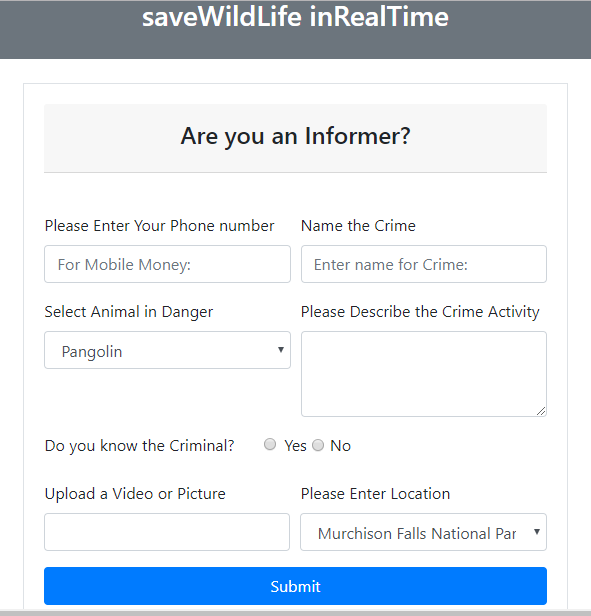 saveWildLife inRealTime
Are you an Informer?
Please Enter Your Phone number
Name the Crime
For Mobile Money:
Enter name for Crime:
Select Animal in Danger
Please Describe the Crime Activity
Pangolin
Do you know the Criminal? Yes No
Upload a Video or Picture
Please Enter Location
Murchison Falls National Par
Submit